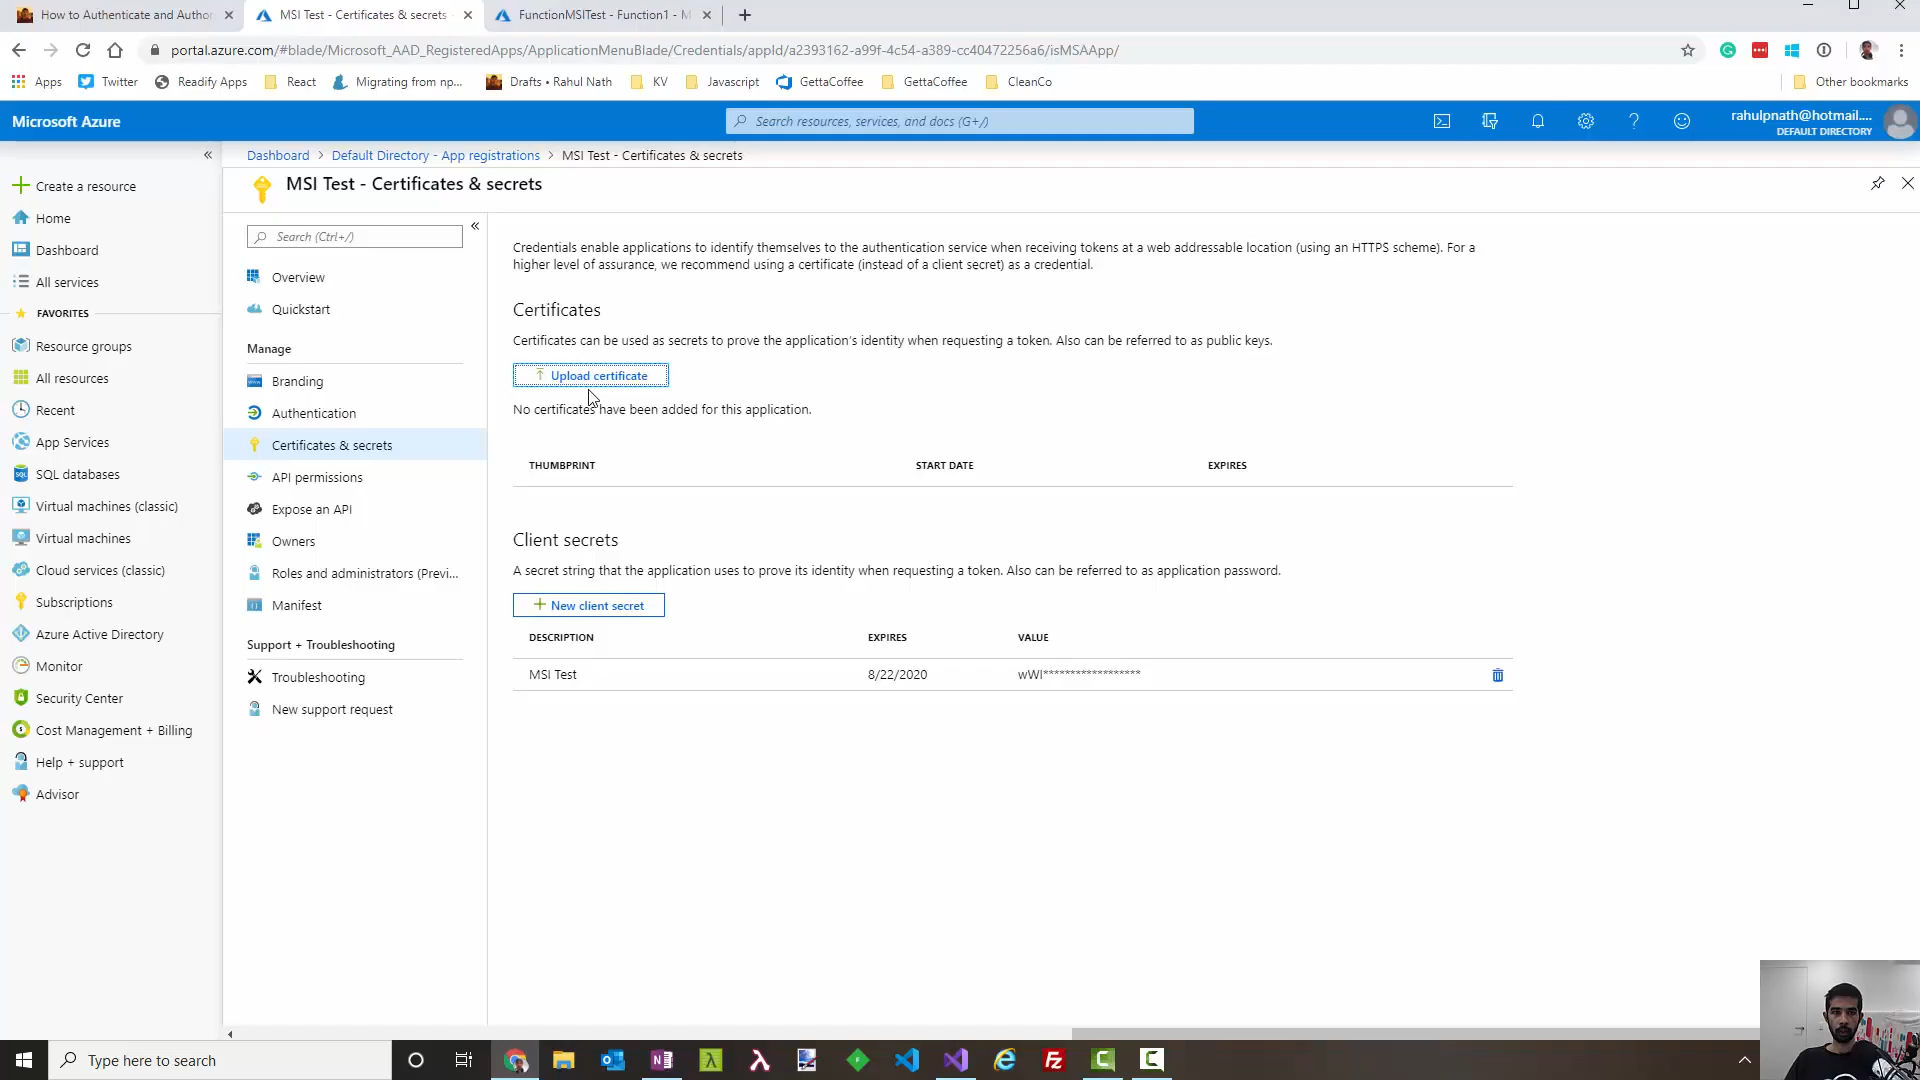 How to Authenticate and Author
MSI Test - Certificates & secrets
FunctionMSITest - Function1 - M
portal.azure.com/#blade/Microsoft_AAD_RegisteredApps/ApplicationMenuBlade/Credentials/appId/a2393162-a99f-4c54-a389-cc40472256a6/isMSAApp/
Apps
Twitter
Readify Apps
React
Migrating from np...
Drafts • Rahul Nath
KV
Javascript
GettaCoffee
GettaCoffee
CleanCo
Other bookmarks
Microsoft Azure
Search resources, services, and docs (G+/)
rahulpnath@hotmail....
DEFAULT DIRECTORY
Dashboard > Default Directory - App registrations > MSI Test - Certificates & secrets
MSI Test - Certificates & secrets
Create a resource
Home
Dashboard
All services
FAVORITES
Resource groups
All resources
Recent
App Services
SQL databases
Virtual machines (classic)
Virtual machines
Cloud services (classic)
Subscriptions
Azure Active Directory
Monitor
Security Center
Cost Management + Billing
Help + support
Advisor
Search (Ctrl+/)
Overview
Quickstart
Manage
Branding
Authentication
Certificates & secrets
API permissions
Expose an API
Owners
Roles and administrators (Previ...
Manifest
Support + Troubleshooting
Troubleshooting
New support request
Credentials enable applications to identify themselves to the authentication service when receiving tokens at a web addressable location (using an HTTPS scheme). For a
higher level of assurance, we recommend using a certificate (instead of a client secret) as a credential.
Certificates
Certificates can be used as secrets to prove the application's identity when requesting a token. Also can be referred to as public keys.
Upload certificate
No certificates have been added for this application.
THUMBPRINT START DATE EXPIRES
Client secrets
A secret string that the application uses to prove its identity when requesting a token. Also can be referred to as application password.
New client secret
DESCRIPTION EXPIRES VALUE
MSI Test 8/22/2020 wWI******************
Type here to search